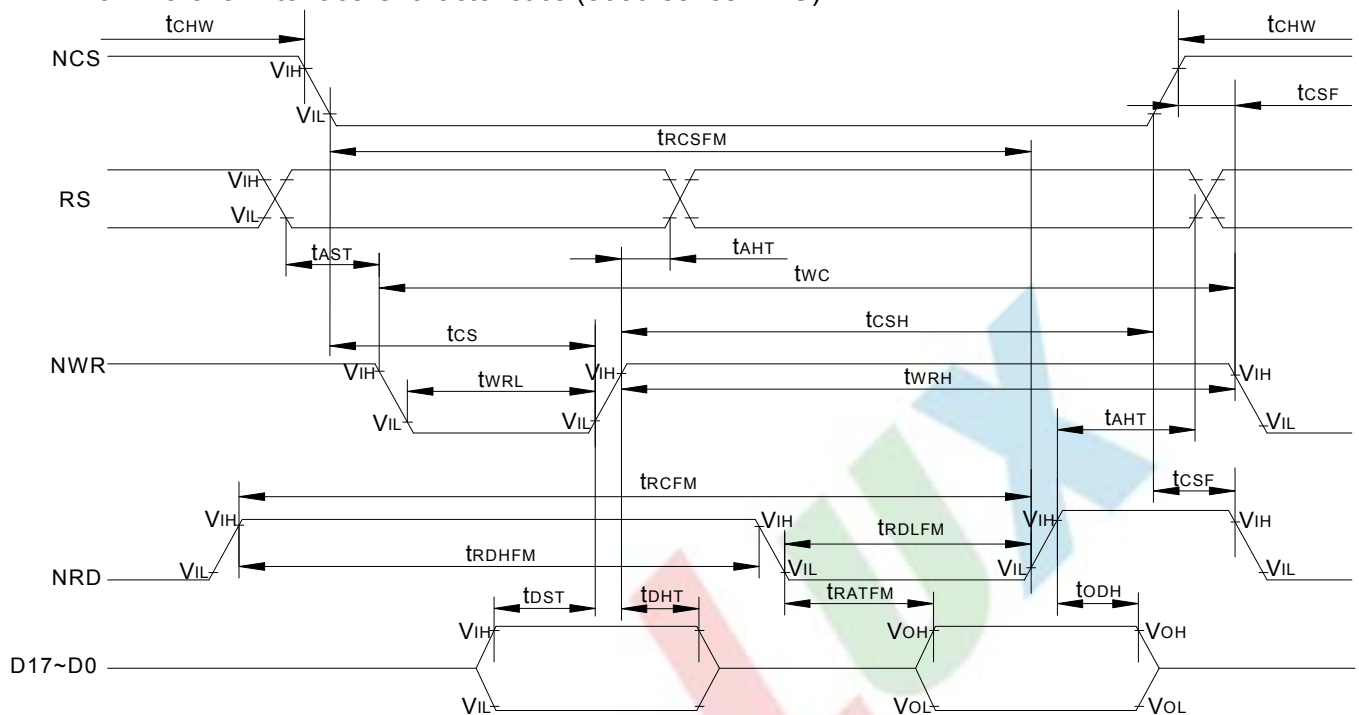 tCHW tCHW
NCS VIH
tCSF
VIL
tRCSFM
VIH
RS
VIL
tAST tAHT
tWC
tCS tCSH
NWR VIH VIH VIH
tWRL tWRH
VIL VIL VIL
tAHT
tRCFM tCSF
VIH VIH VIH VIH
tRDHFM tRDLFM
NRD VIL VIL VIL VIL
tDST tDHT tRATFM tODH
VIH VOH VOH
D17~D0
VIL VOL VOL
LUX